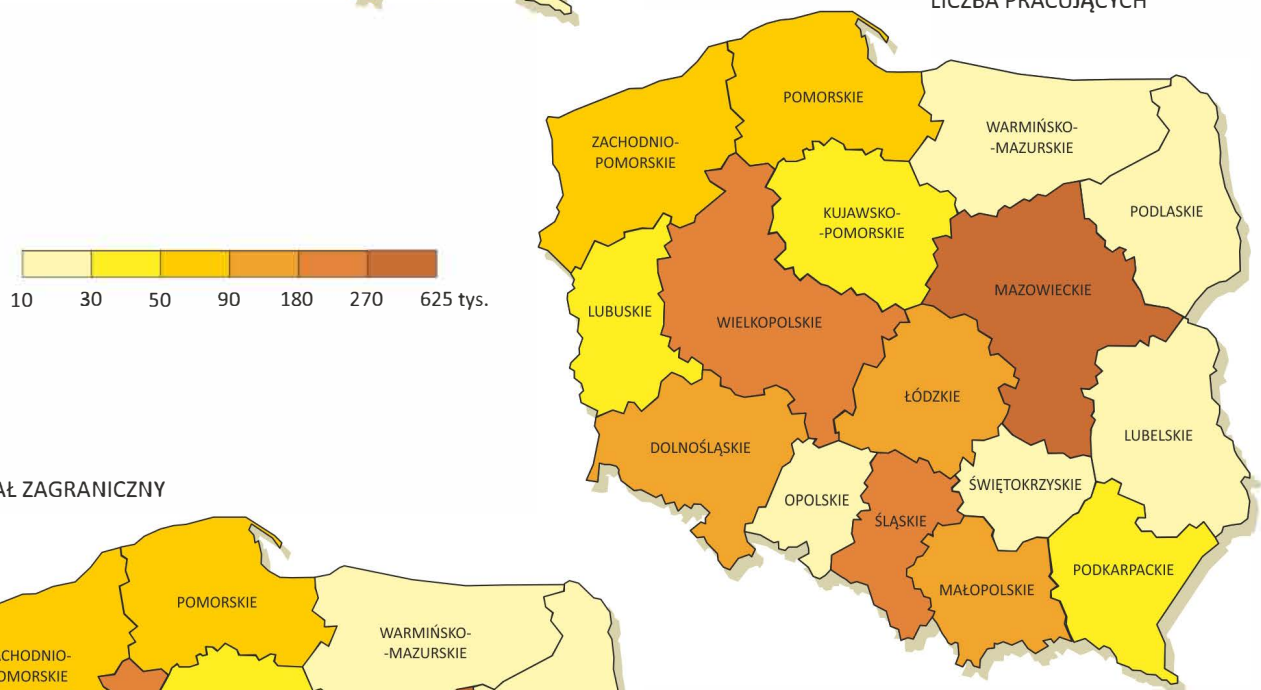 LICZBA PRACUJĄCYCH
POMORSKIE
ZACHODNIO-
-POMORSKIE
WARMIŃSKO-
-MAZURSKIE
KUJAWSKO-
-POMORSKIE
PODLASKIE
MAZOWIECKIE
LUBUSKIE
WIELKOPOLSKIE
ŁÓDZKIE
DOLNOŚLĄSKIE
LUBELSKIE
OPOLSKIE
ŚWIĘTOKRZYSKIE
ŚLĄSKIE
MAŁOPOLSKIE
PODKARPACKIE
10 30 50 90 180 270 625 tys.
AŁ ZAGRANICZNY
POMORSKIE
WARMIŃSKO-
-MAZURSKIE
CHODNIO-
OMORSKIE